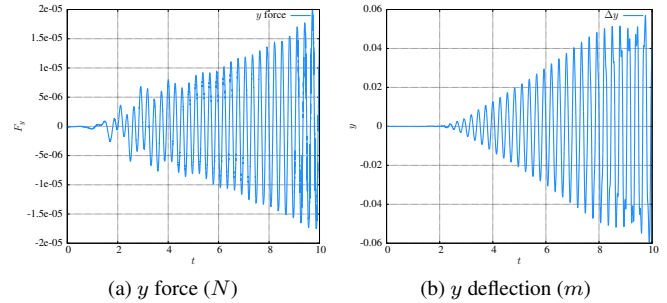 2e-05
y force
1.5e-05
1e-05
5e-06
0
-5e-06
-1e-05
-1.5e-05
-2e-05
F_y
0 2 4 6 8 10
t
(a) y force (N)
0.06
Δy
0.04
0.02
0
-0.02
-0.04
-0.06
y
0 2 4 6 8 10
t
(b) y deflection (m)